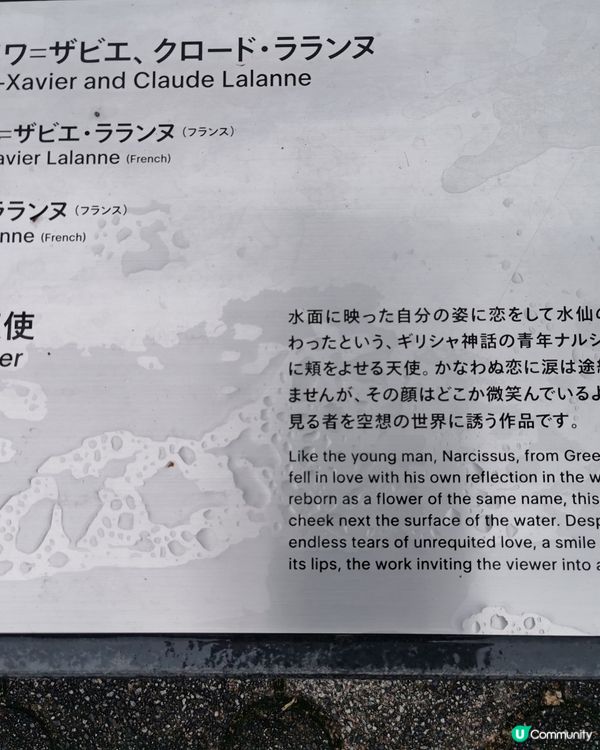 ワ=ザビエ、クロード・ラランヌ
-Xavier and Claude Lalanne
=ザビエ・ラランヌ (フランス)
avier Lalanne (French)
ラランヌ (フランス)
nne (French)
使
er
水面に映った自分の姿に恋をして水仙の
わったという、ギリシャ神話の青年ナルシ
に頬をよせる天使。かなわぬ恋に涙は途
ませんが、その顔はどこか微笑んでいるよ
見る者を空想の世界に誘う作品です。
Like the young man, Narcissus, from Gree
fell in love with his own reflection in the w
reborn as a flower of the same name, this
cheek next the surface of the water. Desp
endless tears of unrequited love, a smile
its lips, the work inviting the viewer into a
U Community